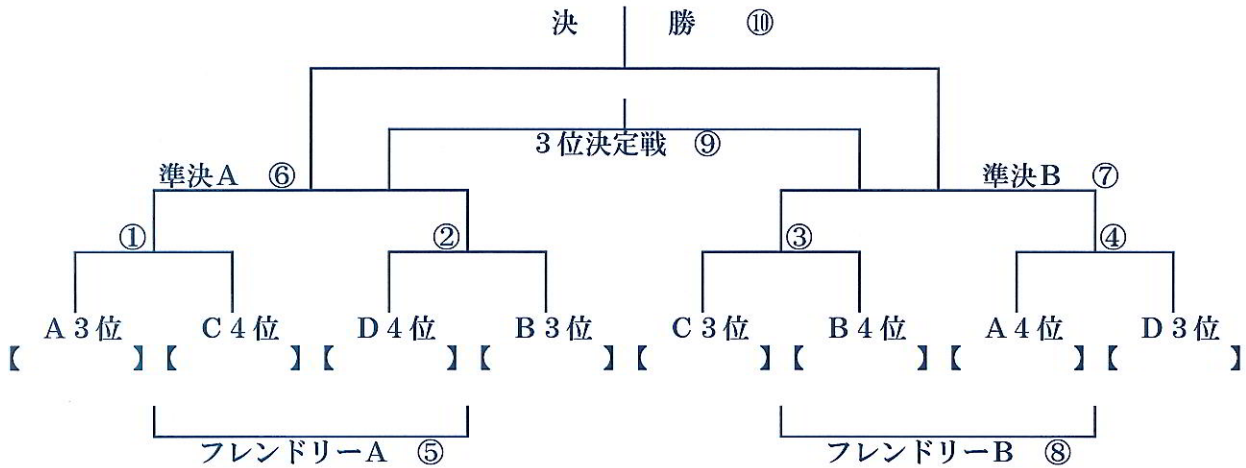 決 勝 ⑩
3位決定戦 ⑨
準決A ⑥ 準決B ⑦
① ② ③ ④
A3位 C4位 D4位 B3位 C3位 B4位 A4位 D3位
【 】【 】【 】【 】【 】【 】【 】【 】
フレンドリーA ⑤ フレンドリーB ⑧